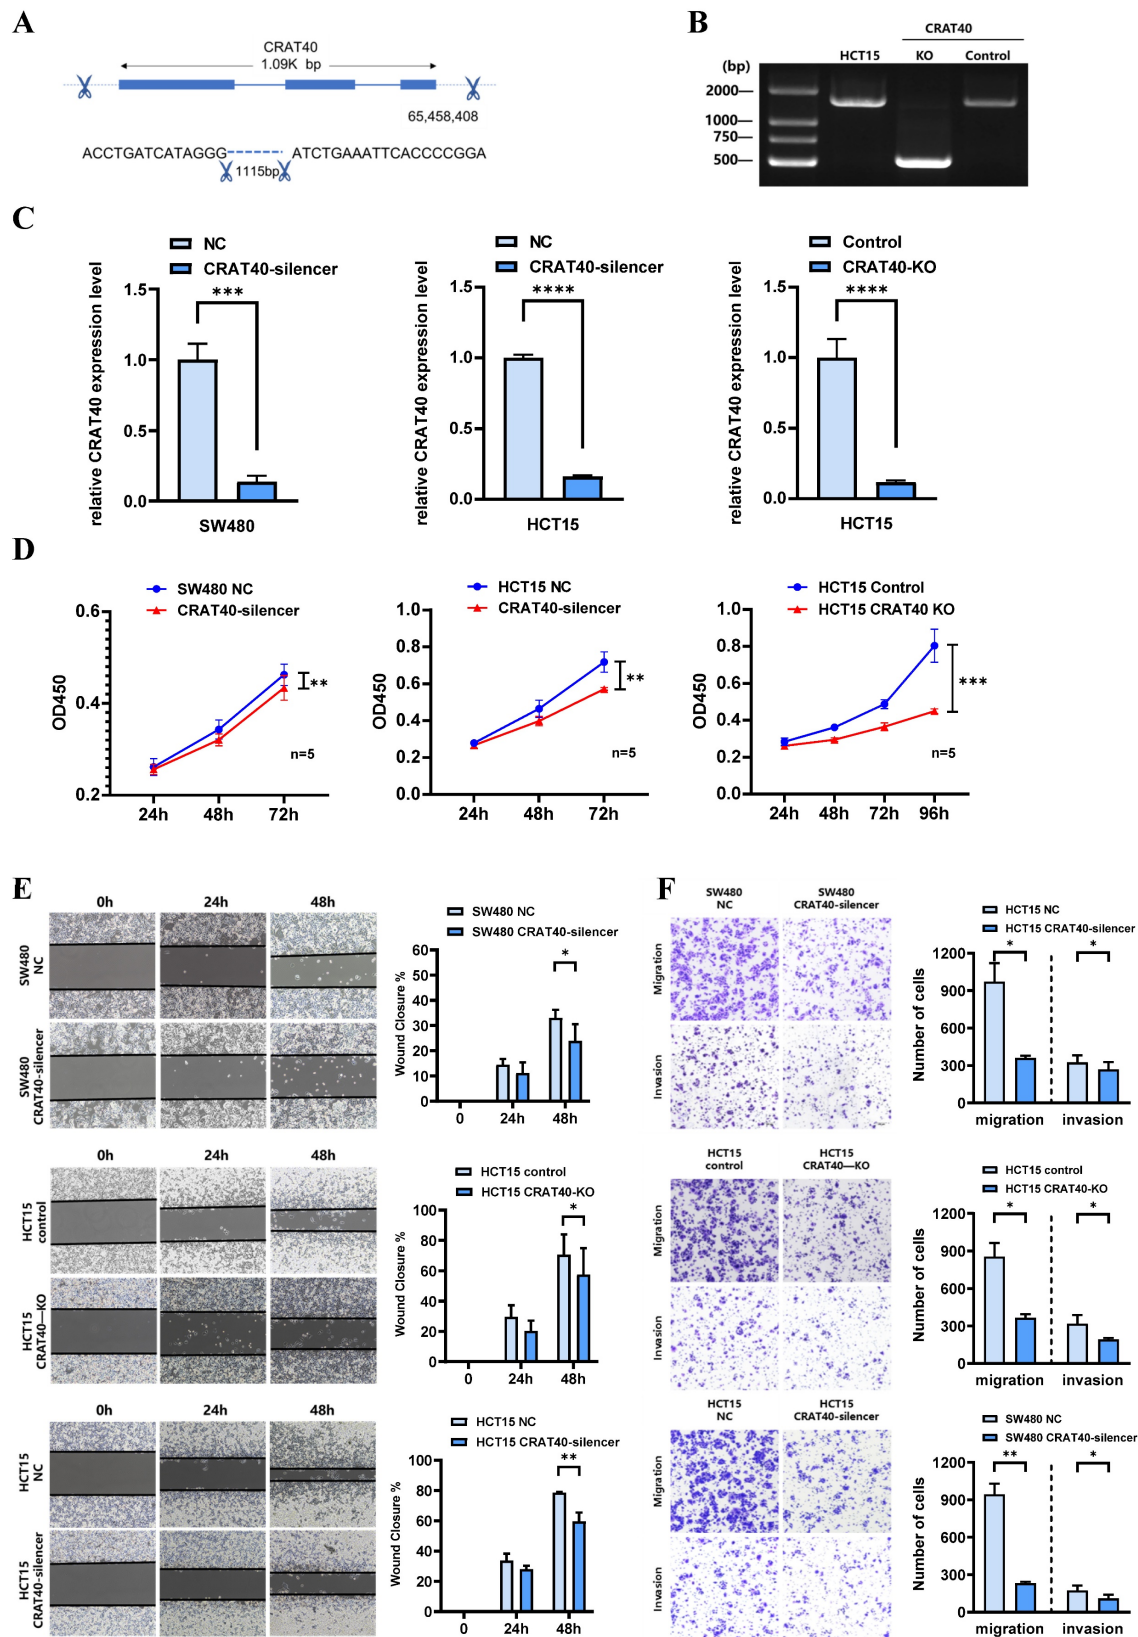 A
CRAT40
1.09K bp
65,458,408
ACCTGATCATAGGG ATCTGAAATTCACCCCGGA
1115bp
B
CRAT40
HCT15 KO Control
(bp)
2000
1000
750
500
C
NC
CRAT40-silencer
***
relative CRAT40 expression level
1.5
1.0
0.5
0.0
SW480
NC
CRAT40-silencer
****
relative CRAT40 expression level
1.5
1.0
0.5
0.0
HCT15
Control
CRAT40-KO
****
relative CRAT40 expression level
1.5
1.0
0.5
0.0
HCT15
D
SW480 NC
CRAT40-silencer
OD450
0.6
0.4
0.2
**
n=5
24h 48h 72h
HCT15 NC
CRAT40-silencer
OD450
1.0
0.8
0.6
0.4
0.2
0.0
**
n=5
24h 48h 72h
HCT15 Control
HCT15 CRAT40 KO
OD450
1.0
0.8
0.6
0.4
0.2
0.0
***
n=5
24h 48h 72h 96h
E
0h 24h 48h
SW480
NC
SW480
CRAT40-silencer
SW480 NC
SW480 CRAT40-silencer
Wound Closure %
60
50
40
30
20
10
0
*
0 24h 48h
0h 24h 48h
HCT15
control
HCT15
CRAT40—KO
HCT15 control
HCT15 CRAT40-KO
Wound Closure %
100
80
60
40
20
0
*
0 24h 48h
0h 24h 48h
HCT15
NC
HCT15
CRAT40-silencer
HCT15 NC
HCT15 CRAT40-silencer
Wound Closure %
100
80
60
40
20
0
**
0 24h 48h
F
SW480
NC
SW480
CRAT40-silencer
Migration
Invasion
HCT15 NC
HCT15 CRAT40-silencer
Number of cells
1200
900
600
300
0
* *
migration invasion
HCT15
control
HCT15
CRAT40—KO
Migration
Invasion
HCT15 control
HCT15 CRAT40-KO
Number of cells
1200
900
600
300
0
* *
migration invasion
HCT15
NC
HCT15
CRAT40-silencer
Migration
Invasion
SW480 NC
SW480 CRAT40-silencer
Number of cells
1200
900
600
300
0
** *
migration invasion